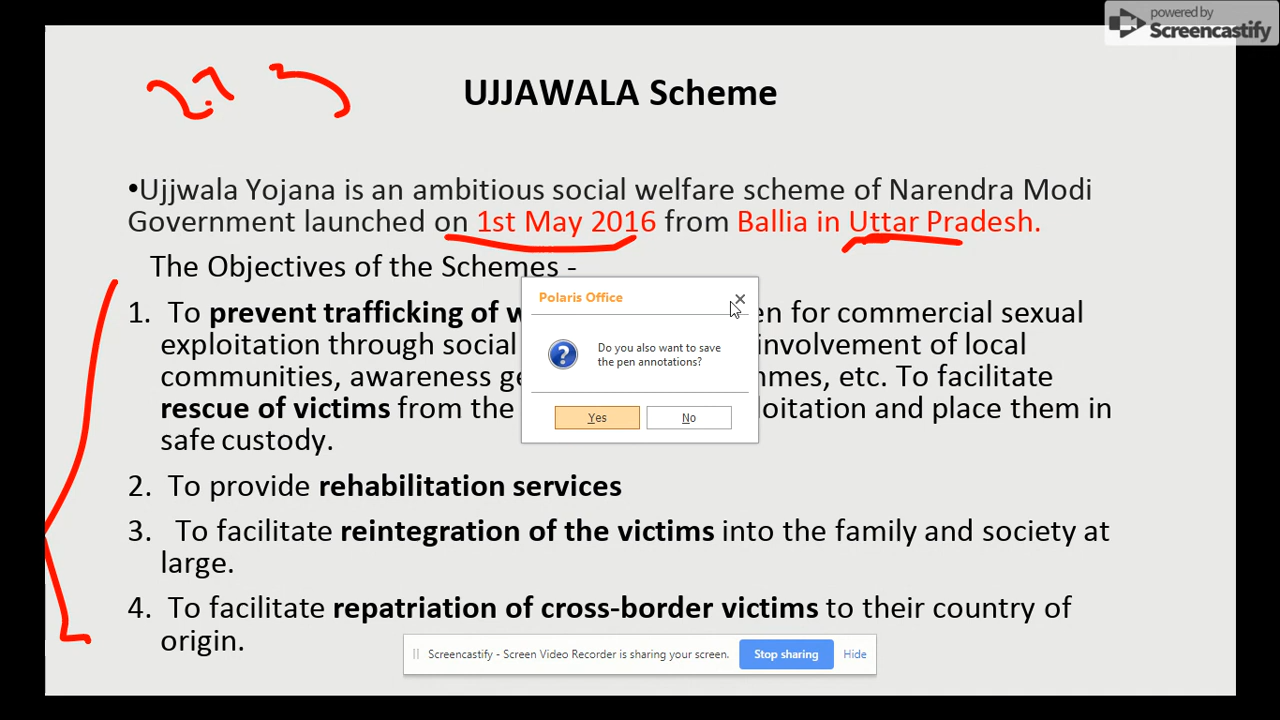 powered by
Screencastify
UJJAWALA Scheme
•Ujjwala Yojana is an ambitious social welfare scheme of Narendra Modi
Government launched on 1st May 2016 from Ballia in Uttar Pradesh.
The Objectives of the Schemes -
1. To prevent trafficking of w en for commercial sexual
exploitation through social involvement of local
communities, awareness ge mmes, etc. To facilitate
rescue of victims from the loitation and place them in
safe custody.
Polaris Office
Do you also want to save
the pen annotations?
Yes No
2. To provide rehabilitation services
3. To facilitate reintegration of the victims into the family and society at
large.
4. To facilitate repatriation of cross-border victims to their country of
origin.
Screencastify - Screen Video Recorder is sharing your screen. Stop sharing Hide